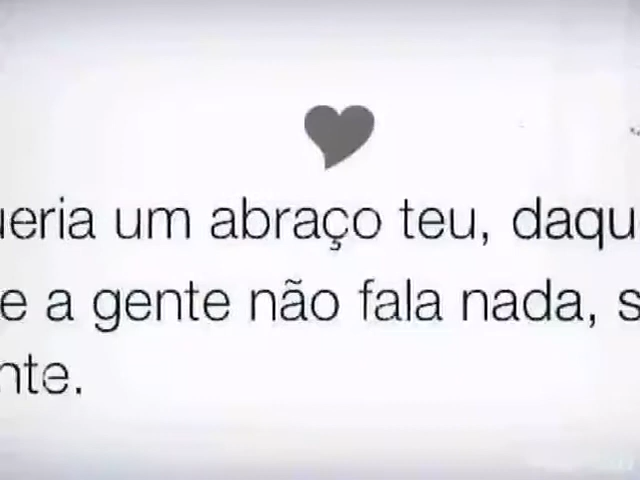 ueria um abraço teu, daqu
e a gente não fala nada, s
nte.